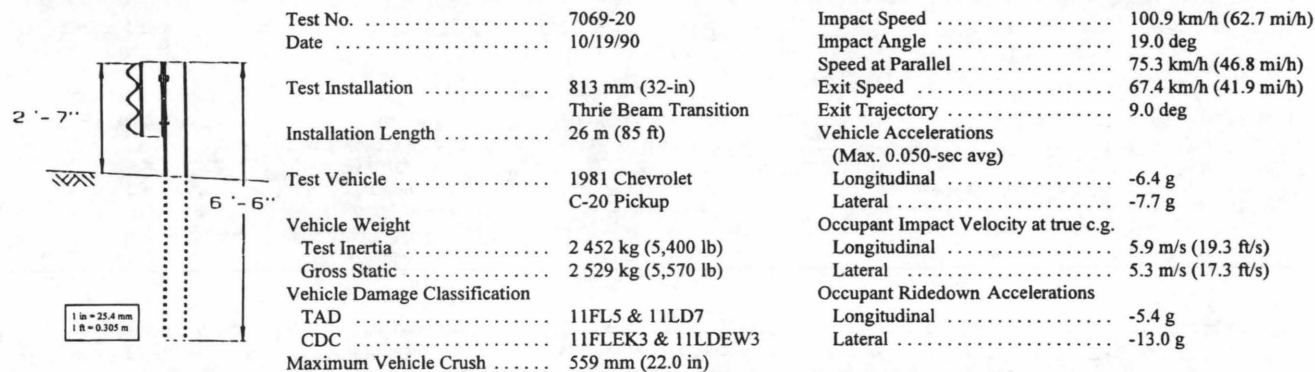 2 '- 7"
6 '-6"
1 in = 25.4 mm
1 ft = 0.305 m
Test No. .................... 7069-20
Date ........................ 10/19/90
Test Installation ............... 813 mm (32-in)
Thrie Beam Transition
Installation Length ............ 26 m (85 ft)
Test Vehicle ................... 1981 Chevrolet
C-20 Pickup
Vehicle Weight
Test Inertia .................. 2 452 kg (5,400 lb)
Gross Static .................. 2 529 kg (5,570 lb)
Vehicle Damage Classification
TAD ......................... 11FL5 & 11LD7
CDC ........................ 11FLEK3 & 11LDEW3
Maximum Vehicle Crush ...... 559 mm (22.0 in)
Impact Speed .................... 100.9 km/h (62.7 mi/h)
Impact Angle .................... 19.0 deg
Speed at Parallel ................. 75.3 km/h (46.8 mi/h)
Exit Speed ...................... 67.4 km/h (41.9 mi/h)
Exit Trajectory ................... 9.0 deg
Vehicle Accelerations
(Max. 0.050-sec avg)
Longitudinal .................... -6.4 g
Lateral ........................ -7.7 g
Occupant Impact Velocity at true c.g.
Longitudinal .................... 5.9 m/s (19.3 ft/s)
Lateral ........................ 5.3 m/s (17.3 ft/s)
Occupant Ridedown Accelerations
Longitudinal .................... -5.4 g
Lateral ........................ -13.0 g